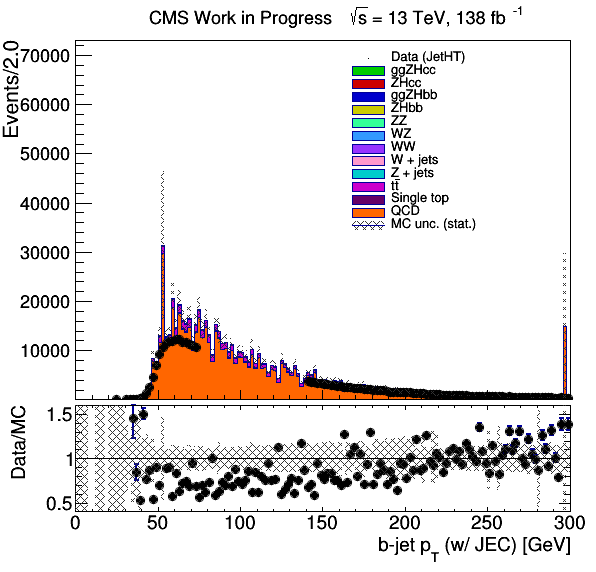 CMS Work in Progress √s = 13 TeV, 138 fb⁻¹
Events/2.0
70000
60000
50000
40000
30000
20000
10000
Data (JetHT)
ggZHcc
ZHcc
ggZHbb
ZHbb
ZZ
WZ
WW
W + jets
Z + jets
tt̄
Single top
QCD
MC unc. (stat.)
Data/MC
1.5
1
0.5
0 50 100 150 200 250 300
b-jet p_T (w/ JEC) [GeV]